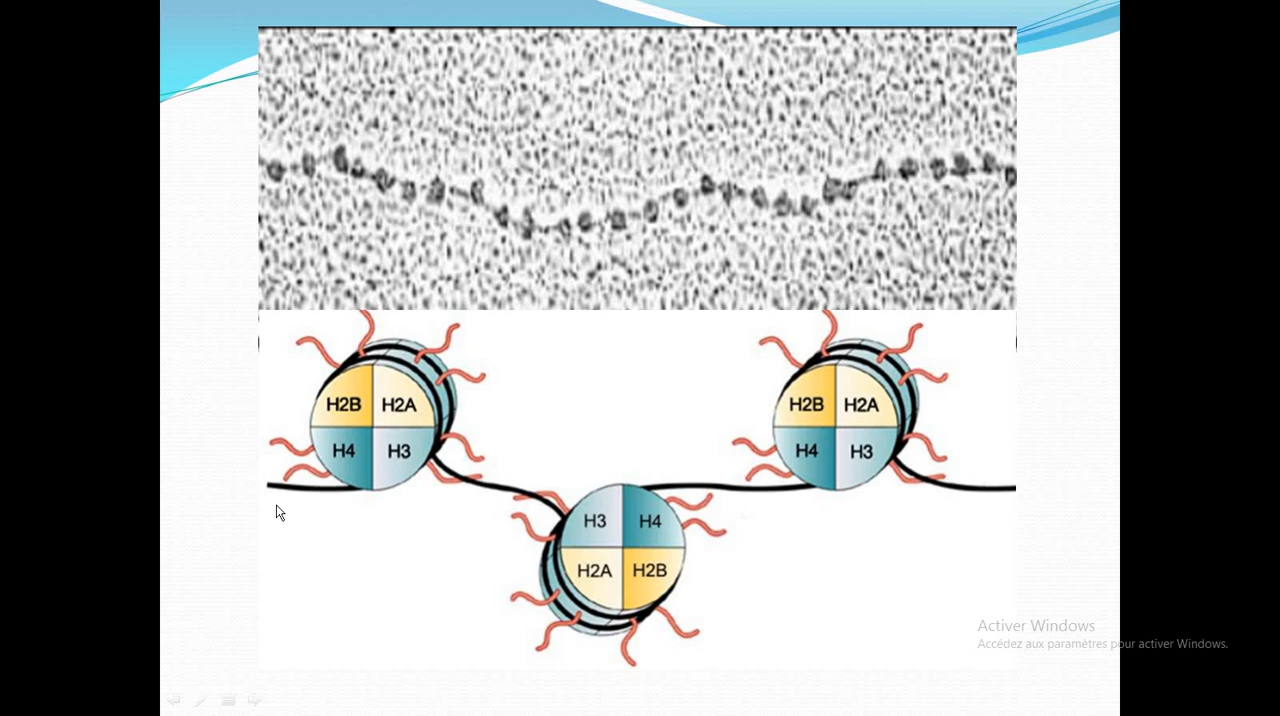 H2B H2A
H4 H3
H2B H2A
H4 H3
H3 H4
H2A H2B
Activer Windows
Accédez aux paramètres pour activer Windows.